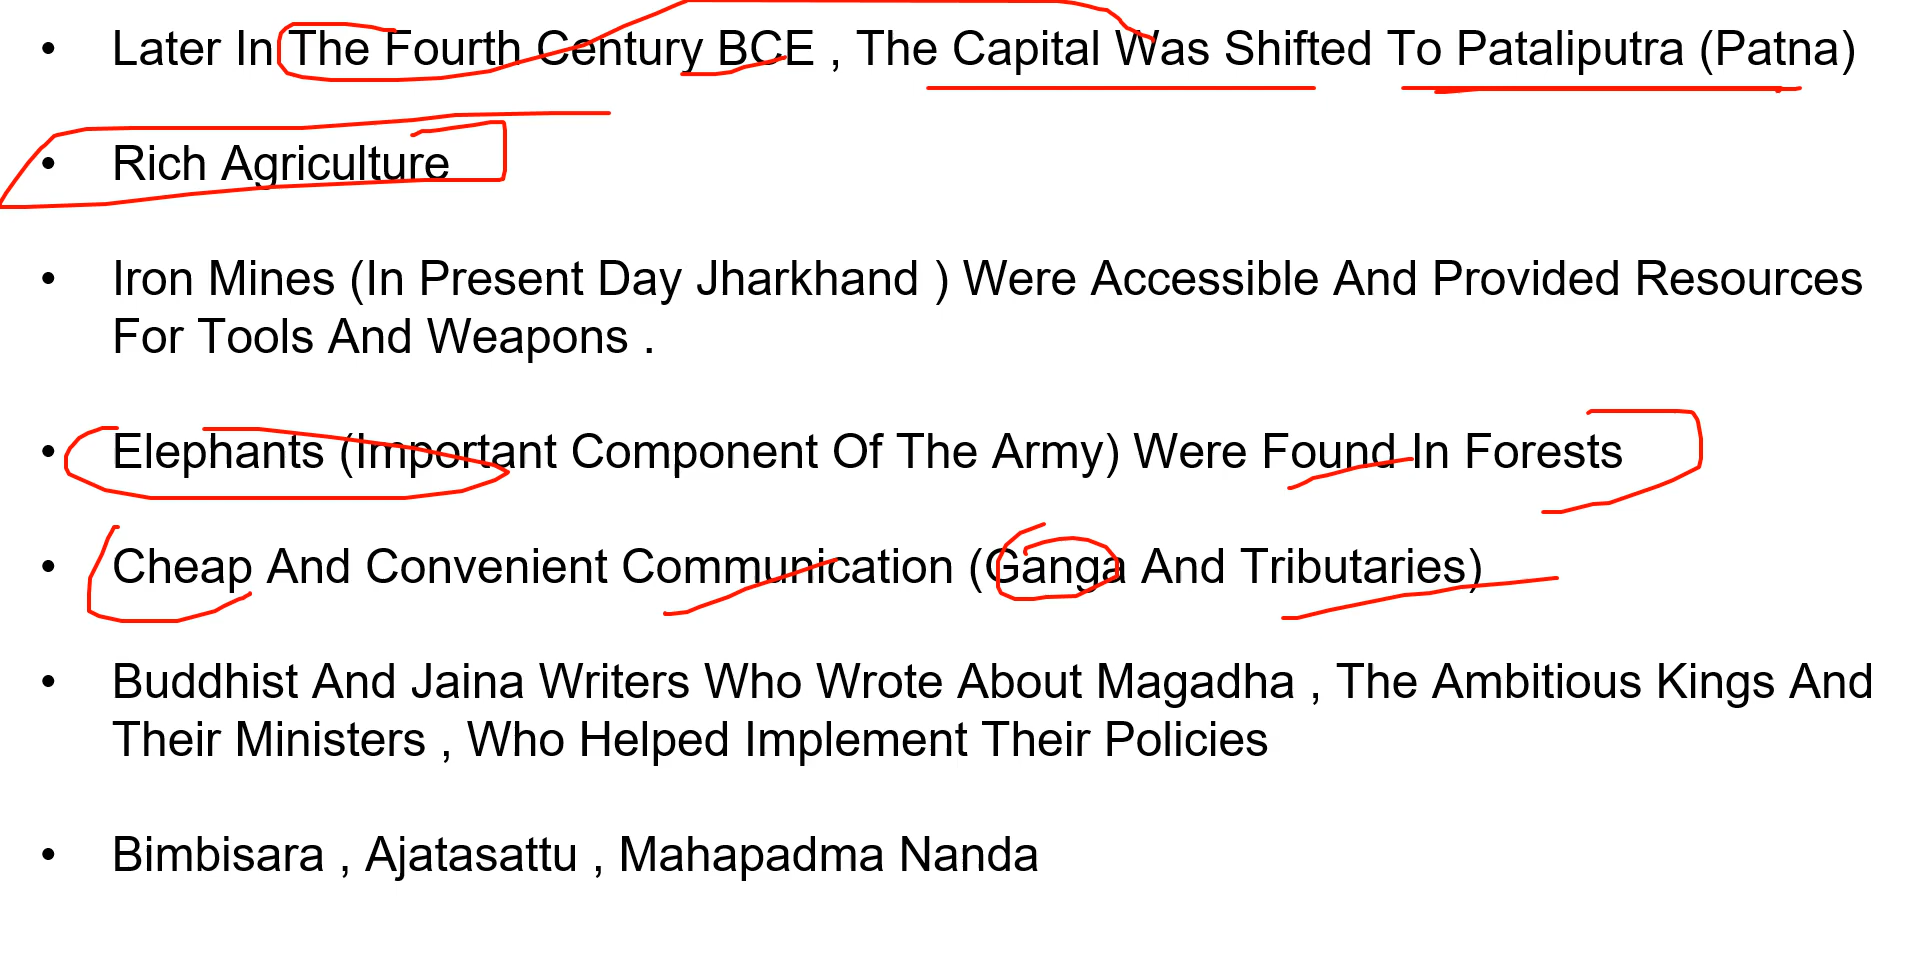 • Later In The Fourth Century BCE , The Capital Was Shifted To Pataliputra (Patna)
• Rich Agriculture
• Iron Mines (In Present Day Jharkhand ) Were Accessible And Provided Resources
For Tools And Weapons .
• Elephants (Important Component Of The Army) Were Found In Forests
• Cheap And Convenient Communication (Ganga And Tributaries)
• Buddhist And Jaina Writers Who Wrote About Magadha , The Ambitious Kings And
Their Ministers , Who Helped Implement Their Policies
• Bimbisara , Ajatasattu , Mahapadma Nanda